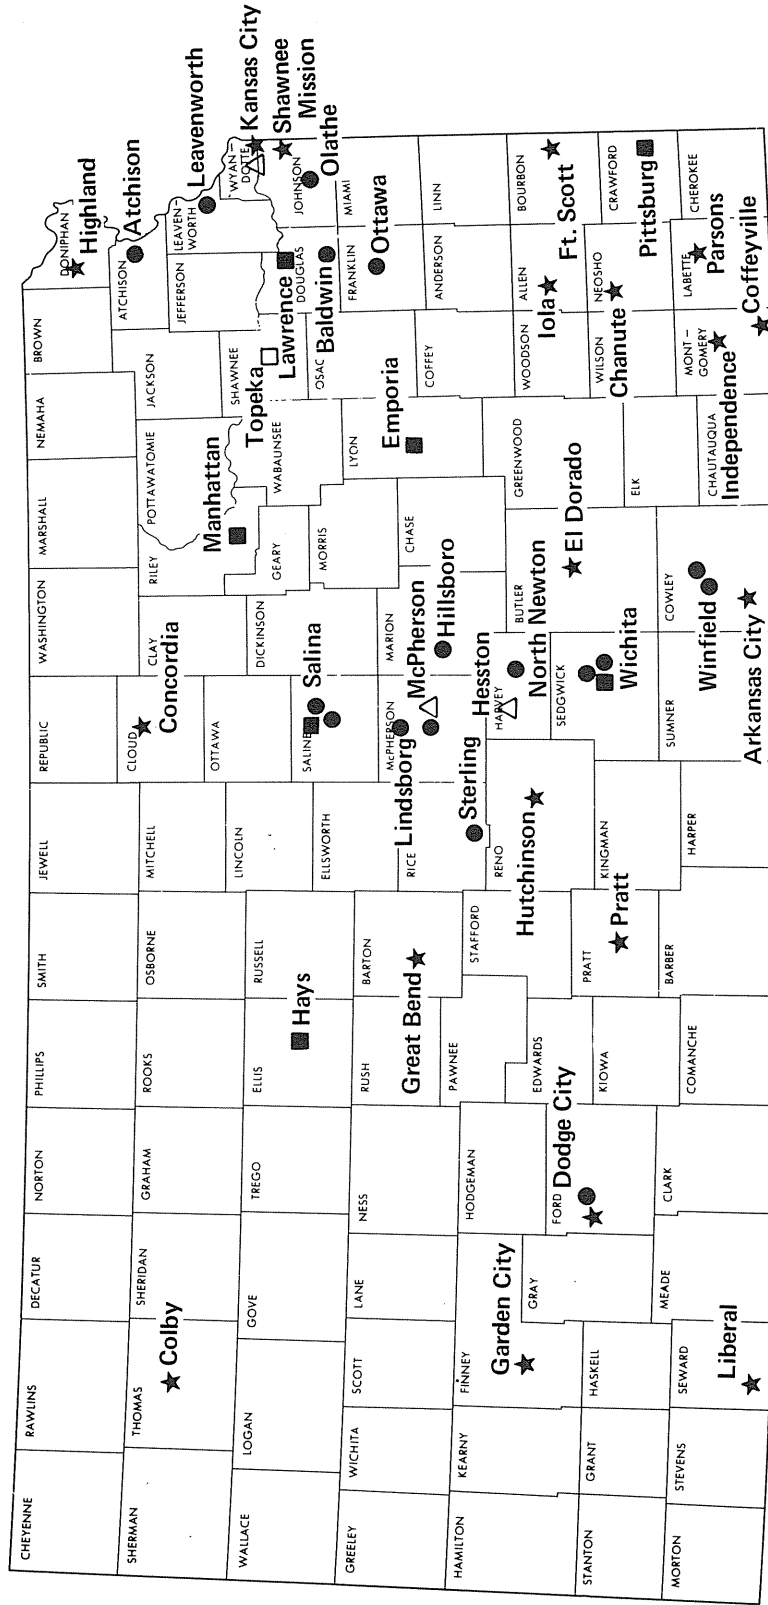 CHEYENNE
RAWLINS
DECATUR
NORTON
PHILLIPS
SMITH
JEWELL
REPUBLIC
WASHINGTON
MARSHALL
NEMAHA
BROWN
DONIPHAN
Highland
SHERMAN
THOMAS
Colby
SHERIDAN
GRAHAM
ROOKS
OSBORNE
MITCHELL
CLOUD
Concordia
CLAY
RILEY
POTTAWATOMIE
JACKSON
ATCHISON
Atchison
WALLACE
LOGAN
GOVE
TREGO
ELLIS
Hays
RUSSELL
LINCOLN
OTTAWA
Manhattan
JEFFERSON
LEAVEN-
WORTH
Leavenworth
WYAN-
DOTTE
Kansas City
SALINE
Salina
DICKINSON
GEARY
WABAUNSEE
SHAWNEE
Topeka
DOUGLAS
Lawrence
JOHNSON
Shawnee
Mission
Olathe
GREELEY
WICHITA
SCOTT
LANE
NESS
RUSH
BARTON
Great Bend
ELLSWORTH
RICE
McPHERSON
Lindsborg
McPherson
MARION
Hillsboro
MORRIS
CHASE
LYON
Emporia
OSAG
Baldwin
FRANKLIN
Ottawa
MIAMI
HAMILTON
KEARNY
FINNEY
Garden City
HODGEMAN
PAWNEE
STAFFORD
Sterling
RENO
Hutchinson
HARVEY
Hesston
North Newton
BUTLER
El Dorado
GREENWOOD
COFFEY
ANDERSON
LINN
GRAY
FORD
Dodge City
EDWARDS
SEDGWICK
Wichita
WOODSON
ALLEN
Iola
BOURBON
Ft. Scott
STANTON
GRANT
HASKELL
KIOWA
PRATT
Pratt
KINGMAN
ELK
WILSON
Chanute
NEOSHO
CRAWFORD
Pittsburg
MORTON
STEVENS
SEWARD
Liberal
MEADE
CLARK
COMANCHE
BARBER
HARPER
SUMNER
COWLEY
Winfield
Arkansas City
CHAUTAUQUA
Independence
MONT-
GOMERY
Coffeyville
LABETTE
Parsons
CHEROKEE